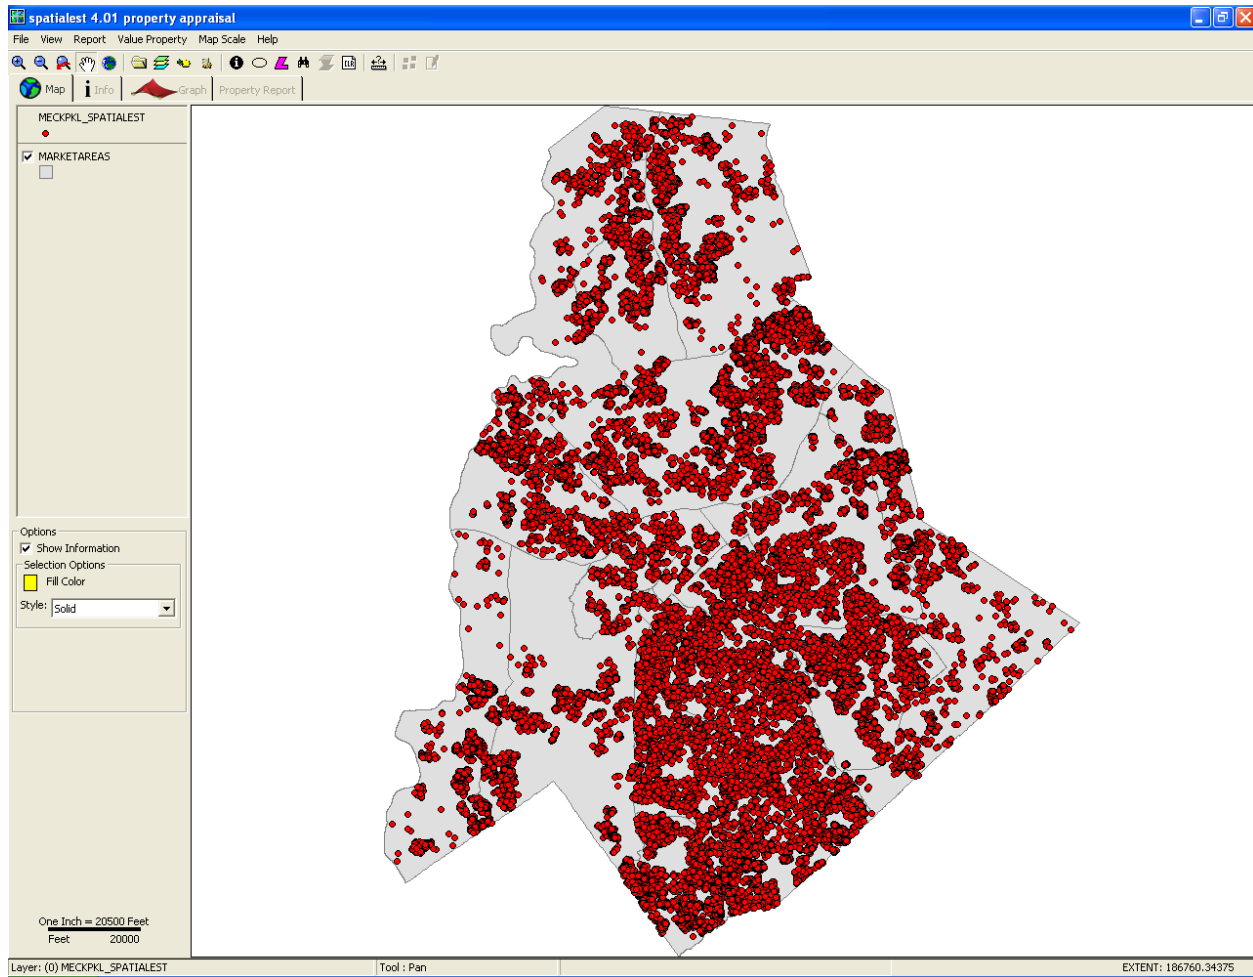 spatialest 4.01 property appraisal
File View Report Value Property Map Scale Help
CLR
Map Info Graph Property Report
MECKPKL_SPATIALEST
MARKETAREAS
Options
Show Information
Selection Options
Fill Color
Style: Solid
One Inch = 20500 Feet
Feet 20000
Layer: (0) MECKPKL_SPATIALEST Tool : Pan EXTENT: 186760.34375